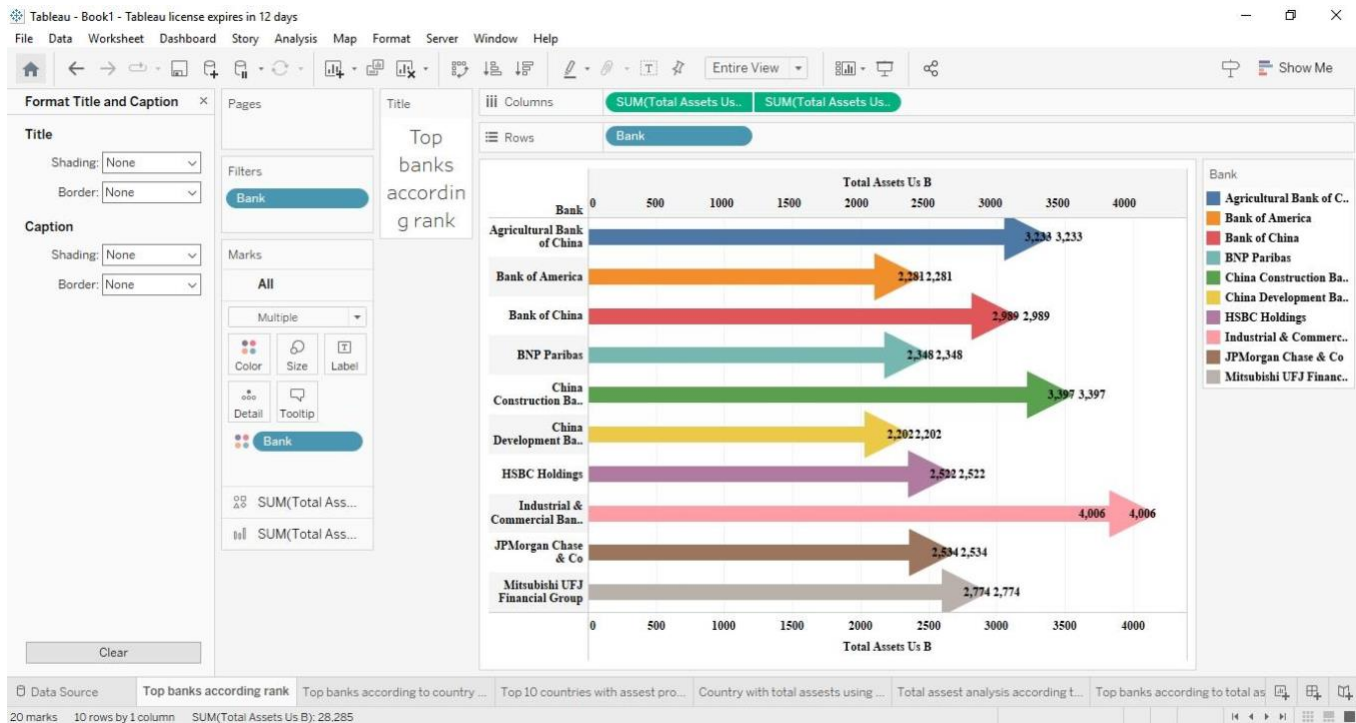 Tableau - Book1 - Tableau license expires in 12 days
File Data Worksheet Dashboard Story Analysis Map Format Server Window Help
Entire View
Show Me
Format Title and Caption ×
Title
Shading: None
Border: None
Caption
Shading: None
Border: None
Clear
Pages
Filters
Bank
Marks
All
Multiple
Color Size Label
Detail Tooltip
Bank
SUM(Total Ass...
SUM(Total Ass...
Title
Top
banks
accordin
g rank
Columns SUM(Total Assets Us.. SUM(Total Assets Us..
Rows Bank
Total Assets Us B
Bank 0 500 1000 1500 2000 2500 3000 3500 4000
Agricultural Bank
of China
3,233 3,233
Bank of America 2,281 2,281
Bank of China 2,989 2,989
BNP Paribas 2,348 2,348
China
Construction Ba..
3,397 3,397
China
Development Ba..
2,202 2,202
HSBC Holdings 2,522 2,522
Industrial &
Commercial Ban..
4,006 4,006
JPMorgan Chase
& Co
2,534 2,534
Mitsubishi UFJ
Financial Group
2,774 2,774
0 500 1000 1500 2000 2500 3000 3500 4000
Total Assets Us B
Bank
Agricultural Bank of C..
Bank of America
Bank of China
BNP Paribas
China Construction Ba..
China Development Ba..
HSBC Holdings
Industrial & Commerc..
JPMorgan Chase & Co
Mitsubishi UFJ Financ..
Data Source Top banks according rank Top banks according to country ... Top 10 countries with assest pro... Country with total assests using ... Total assest analysis according t... Top banks according to total as
20 marks 10 rows by 1 column SUM(Total Assets Us B): 28,285